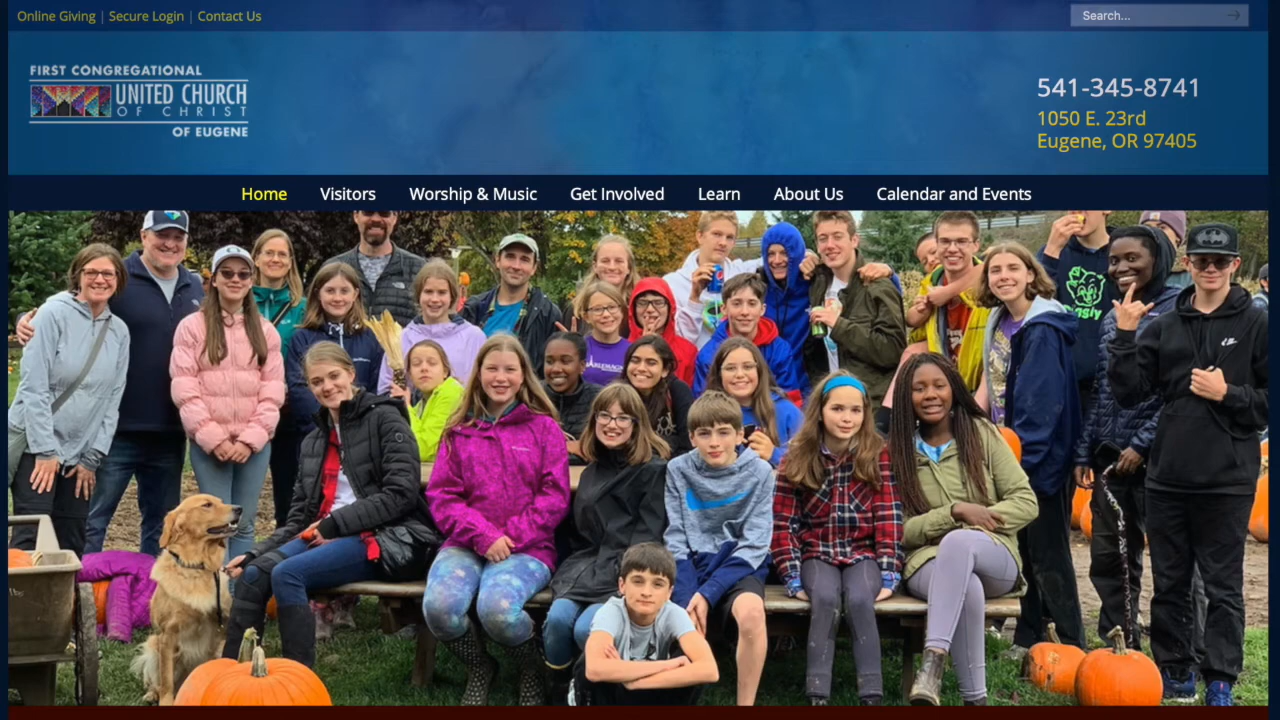 Online Giving | Secure Login | Contact Us
Search...
FIRST CONGREGATIONAL
UNITED CHURCH
OF CHRIST
OF EUGENE
541-345-8741
1050 E. 23rd
Eugene, OR 97405
Home Visitors Worship & Music Get Involved Learn About Us Calendar and Events